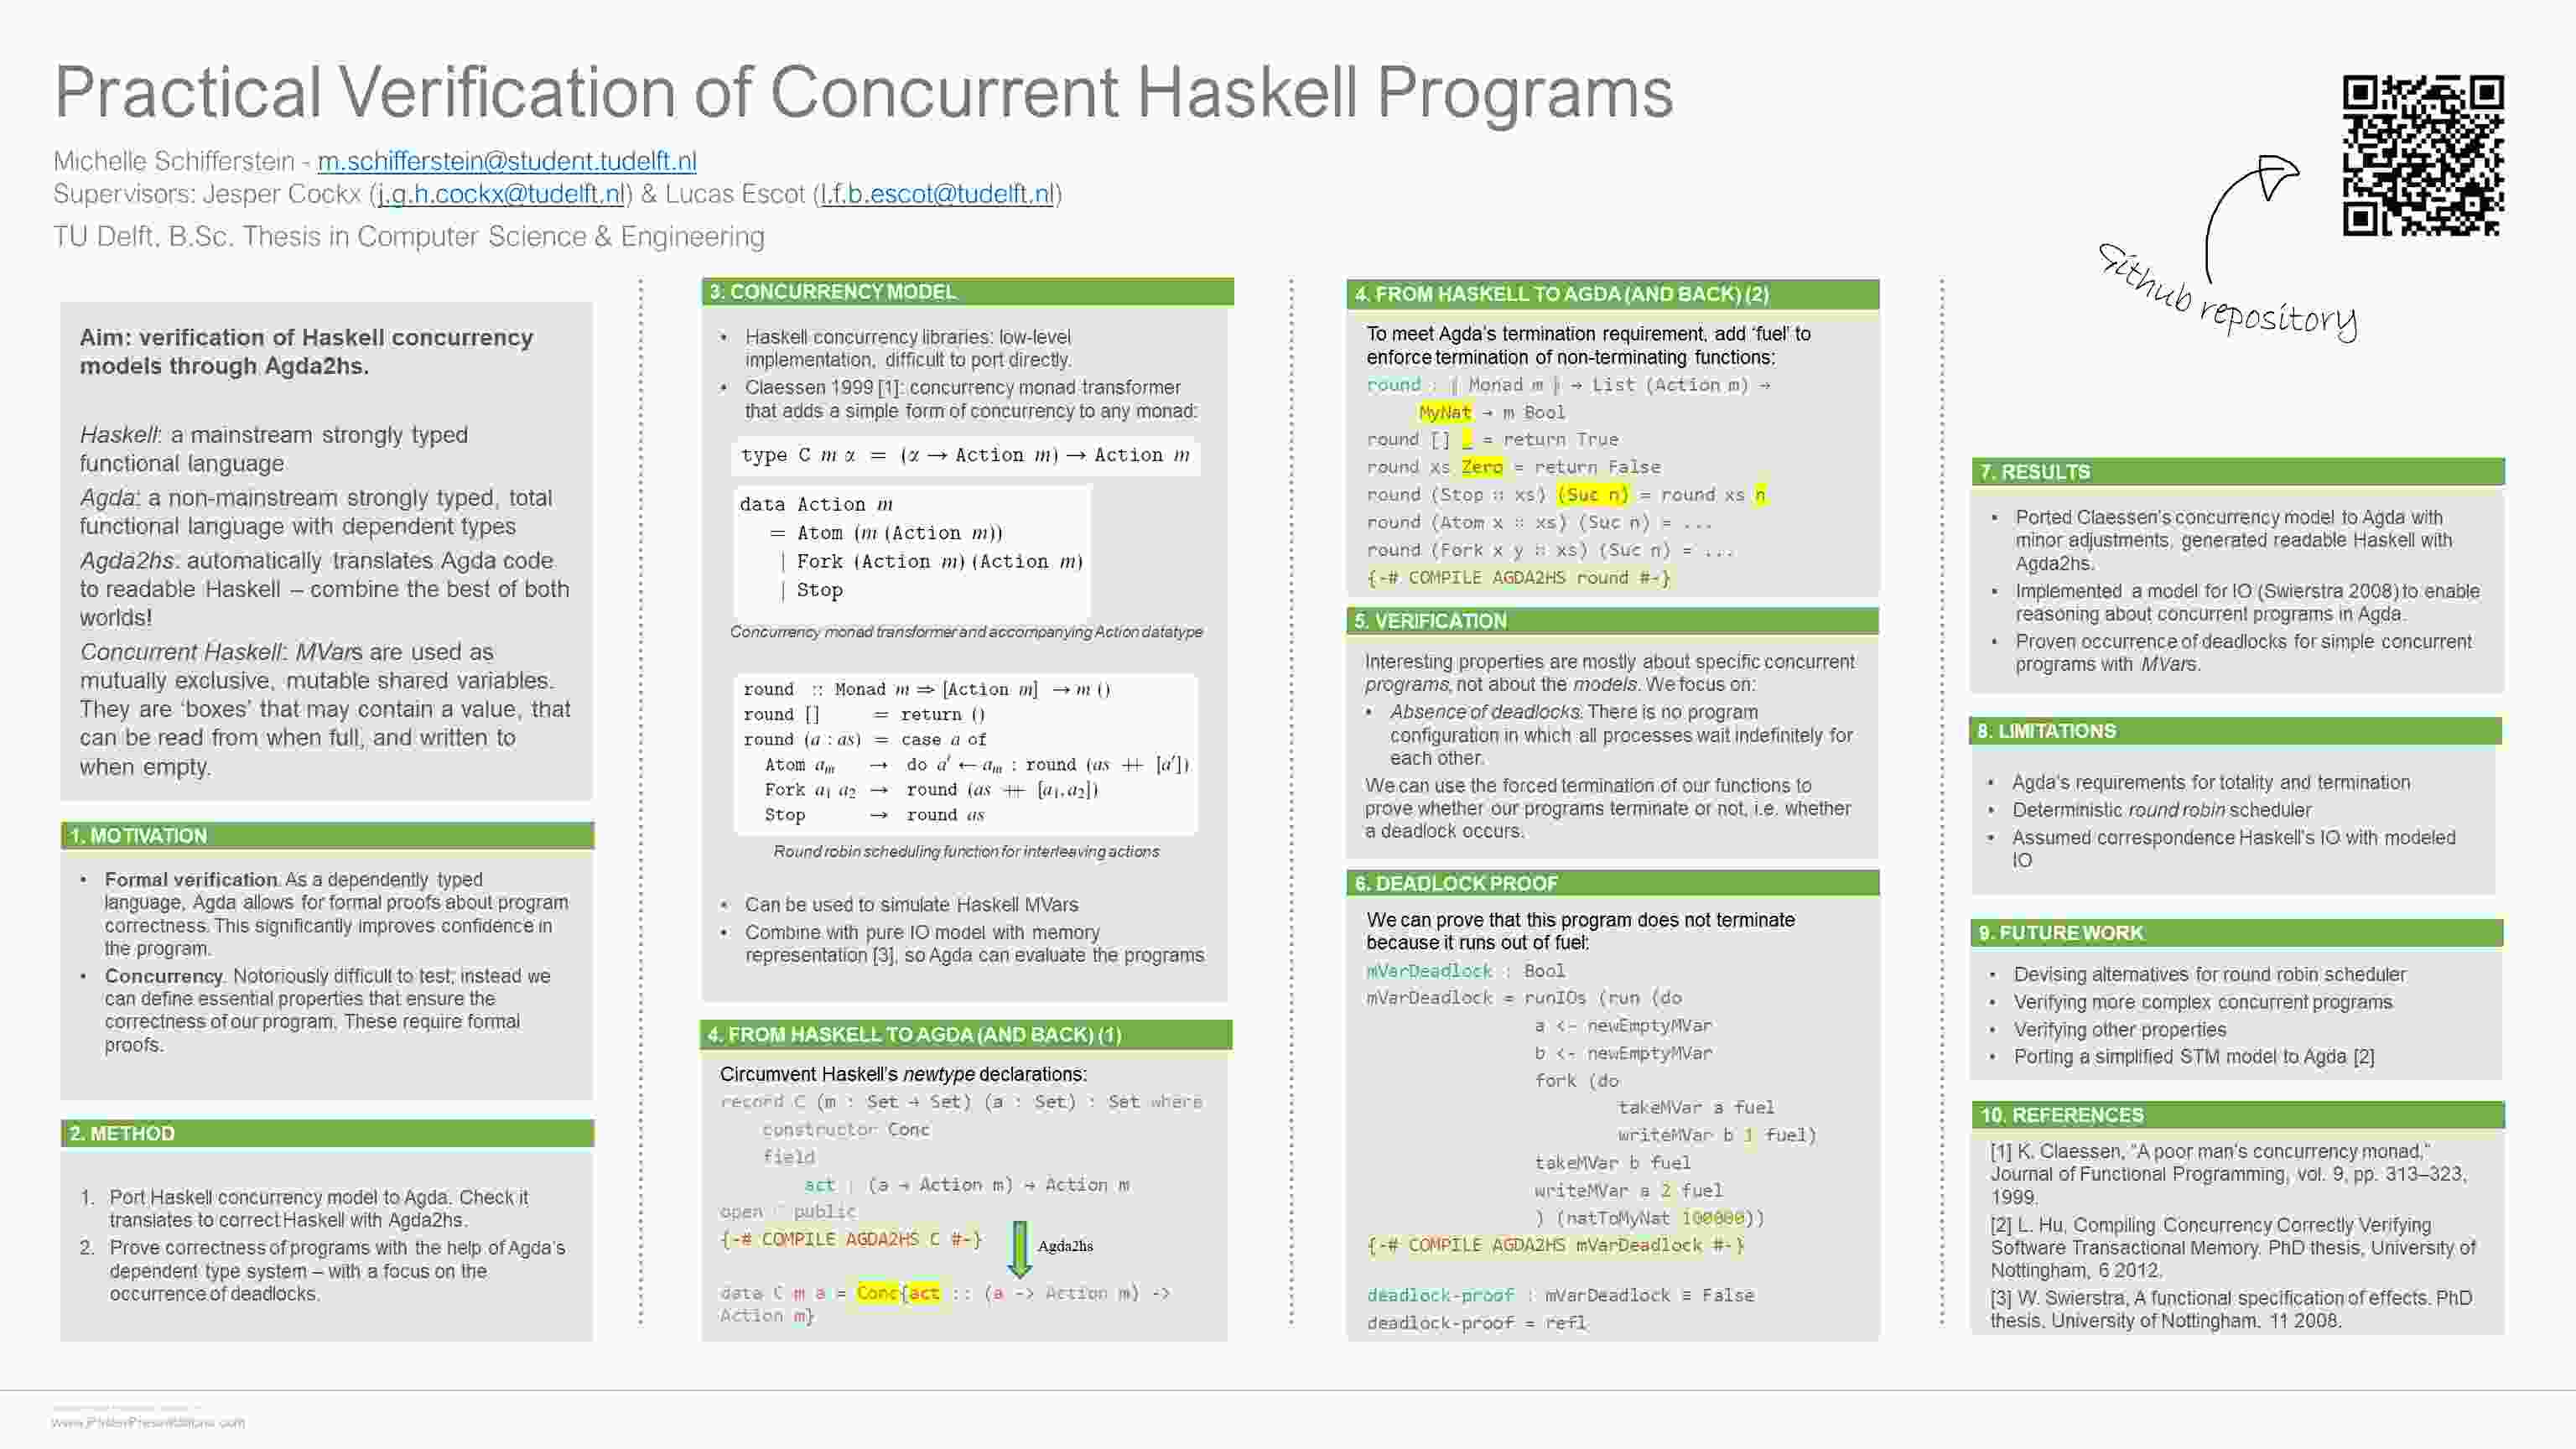 Practical Verification of Concurrent Haskell Programs
Michelle Schifferstein - m.schifferstein@student.tudelft.nl
Supervisors: Jesper Cockx (j.g.h.cockx@tudelft.nl) & Lucas Escot (l.f.b.escot@tudelft.nl)
TU Delft, B.Sc. Thesis in Computer Science & Engineering
Github repository
Aim: verification of Haskell concurrency
models through Agda2hs.
Haskell: a mainstream strongly typed
functional language
Agda: a non-mainstream strongly typed, total
functional language with dependent types
Agda2hs: automatically translates Agda code
to readable Haskell – combine the best of both
worlds!
Concurrent Haskell: MVars are used as
mutually exclusive, mutable shared variables.
They are ‘boxes’ that may contain a value, that
can be read from when full, and written to
when empty.
1. MOTIVATION
• Formal verification. As a dependently typed
language, Agda allows for formal proofs about program
correctness. This significantly improves confidence in
the program.
• Concurrency. Notoriously difficult to test; instead we
can define essential properties that ensure the
correctness of our program. These require formal
proofs.
2. METHOD
1. Port Haskell concurrency model to Agda. Check it
translates to correct Haskell with Agda2hs.
2. Prove correctness of programs with the help of Agda’s
dependent type system – with a focus on the
occurrence of deadlocks.
3. CONCURRENCY MODEL
• Haskell concurrency libraries: low-level
implementation, difficult to port directly.
• Claessen 1999 [1]: concurrency monad transformer
that adds a simple form of concurrency to any monad:
type C m α = (α → Action m) → Action m
data Action m
= Atom (m (Action m))
| Fork (Action m) (Action m)
| Stop
Concurrency monad transformer and accompanying Action datatype
round :: Monad m ⇒ [Action m] → m ()
round [] = return ()
round (a : as) = case a of
Atom am → do a′ ← am ; round (as ++ [a′])
Fork a1 a2 → round (as ++ [a1,a2])
Stop → round as
Round robin scheduling function for interleaving actions
• Can be used to simulate Haskell MVars
• Combine with pure IO model with memory
representation [3], so Agda can evaluate the programs
4. FROM HASKELL TO AGDA (AND BACK) (1)
Circumvent Haskell’s newtype declarations:
record C (m : Set → Set) (a : Set) : Set where
constructor Conc
field
act : (a → Action m) → Action m
open C public
{-# COMPILE AGDA2HS C #-}
Agda2hs
data C m a = Conc{act :: (a -> Action m) ->
Action m}
4. FROM HASKELL TO AGDA (AND BACK) (2)
To meet Agda’s termination requirement, add ‘fuel’ to
enforce termination of non-terminating functions:
round : ⦃ Monad m ⦄ → List (Action m) →
MyNat → m Bool
round [] _ = return True
round xs Zero = return False
round (Stop ∷ xs) (Suc n) = round xs n
round (Atom x ∷ xs) (Suc n) = ...
round (Fork x y ∷ xs) (Suc n) = ...
{-# COMPILE AGDA2HS round #-}
5. VERIFICATION
Interesting properties are mostly about specific concurrent
programs, not about the models. We focus on:
• Absence of deadlocks. There is no program
configuration in which all processes wait indefinitely for
each other.
We can use the forced termination of our functions to
prove whether our programs terminate or not, i.e. whether
a deadlock occurs.
6. DEADLOCK PROOF
We can prove that this program does not terminate
because it runs out of fuel:
mVarDeadlock : Bool
mVarDeadlock = runIOs (run (do
a <- newEmptyMVar
b <- newEmptyMVar
fork (do
takeMVar a fuel
writeMVar b 1 fuel)
takeMVar b fuel
writeMVar a 2 fuel
) (natToMyNat 100000))
{-# COMPILE AGDA2HS mVarDeadlock #-}
deadlock-proof : mVarDeadlock ≡ False
deadlock-proof = refl
7. RESULTS
• Ported Claessen’s concurrency model to Agda with
minor adjustments, generated readable Haskell with
Agda2hs.
• Implemented a model for IO (Swierstra 2008) to enable
reasoning about concurrent programs in Agda.
• Proven occurrence of deadlocks for simple concurrent
programs with MVars.
8. LIMITATIONS
• Agda’s requirements for totality and termination
• Deterministic round robin scheduler
• Assumed correspondence Haskell’s IO with modeled
IO
9. FUTURE WORK
• Devising alternatives for round robin scheduler
• Verifying more complex concurrent programs
• Verifying other properties
• Porting a simplified STM model to Agda [2]
10. REFERENCES
[1] K. Claessen, “A poor man’s concurrency monad,”
Journal of Functional Programming, vol. 9, pp. 313–323,
1999.
[2] L. Hu, Compiling Concurrency Correctly Verifying
Software Transactional Memory. PhD thesis, University of
Nottingham, 6 2012.
[3] W. Swierstra, A functional specification of effects. PhD
thesis, University of Nottingham, 11 2008.